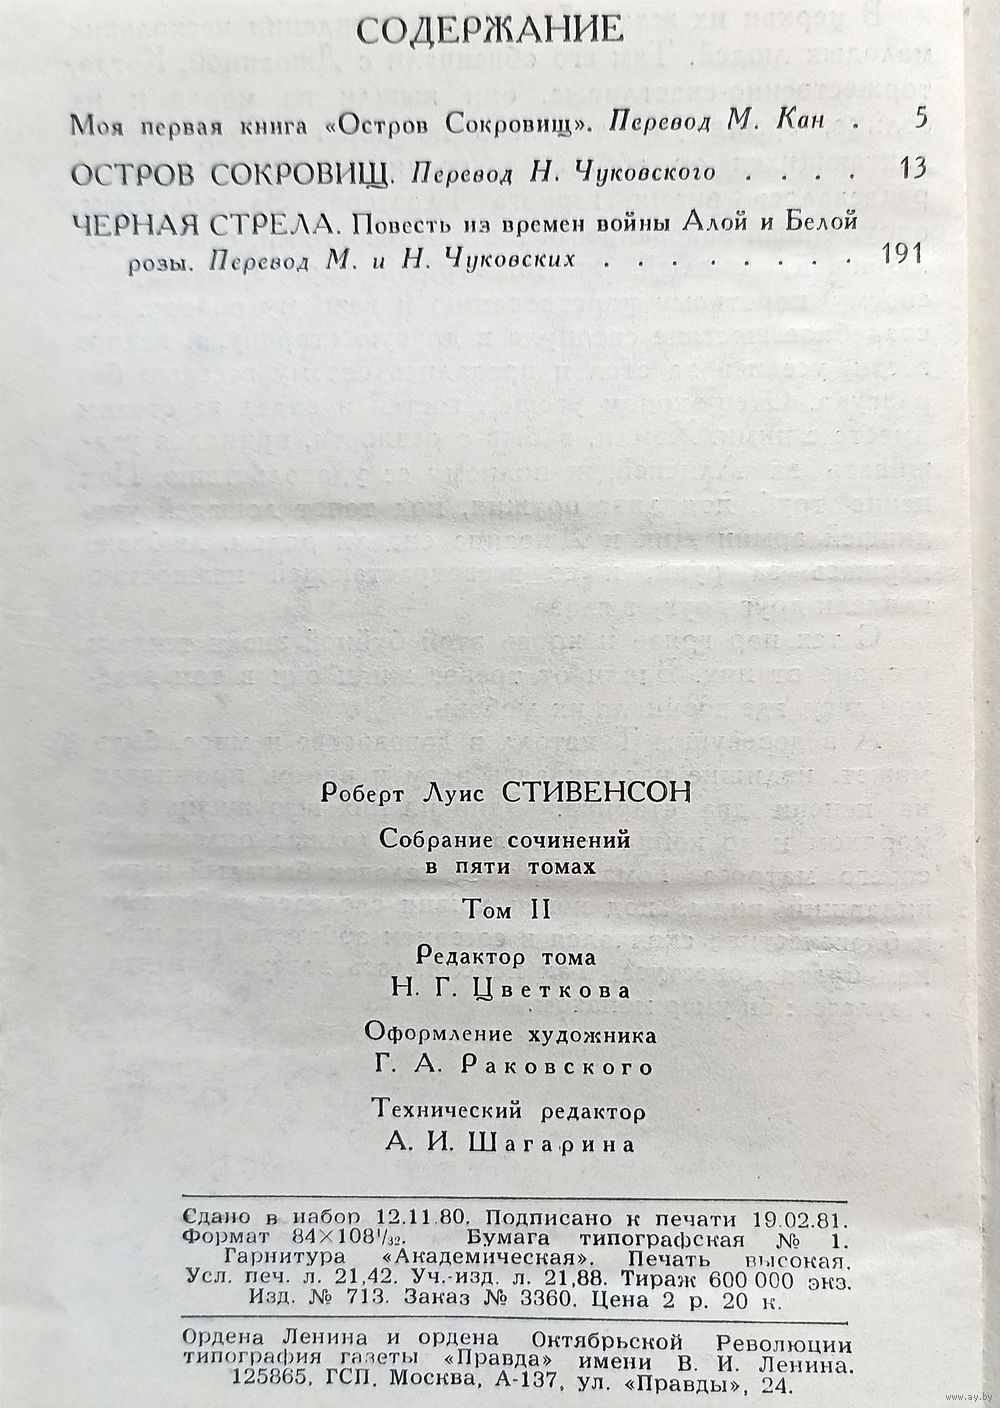 СОДЕРЖАНИЕ
Моя первая книга «Остров Сокровищ». Перевод М. Кан . 5
ОСТРОВ СОКРОВИЩ. Перевод Н. Чуковского . . . . 13
ЧЕРНАЯ СТРЕЛА. Повесть из времен войны Алой и Белой
розы. Перевод М. и Н. Чуковских . . . . . . . . 191
Роберт Луис СТИВЕНСОН
Собрание сочинений
в пяти томах
Том II
Редактор тома
Н. Г. Цветкова
Оформление художника
Г. А. Раковского
Технический редактор
А. И. Шагарина
Сдано в набор 12.11.80. Подписано к печати 19.02.81.
Формат 84×108¹/₃₂. Бумага типографская № 1.
Гарнитура «Академическая». Печать высокая.
Усл. печ. л. 21,42. Уч.-изд. л. 21,88. Тираж 600 000 экз.
Изд. № 713. Заказ № 3360. Цена 2 р. 20 к.
Ордена Ленина и ордена Октябрьской Революции
типография газеты «Правда» имени В. И. Ленина.
125865, ГСП, Москва, А-137, ул. «Правды», 24.
www.ay.by